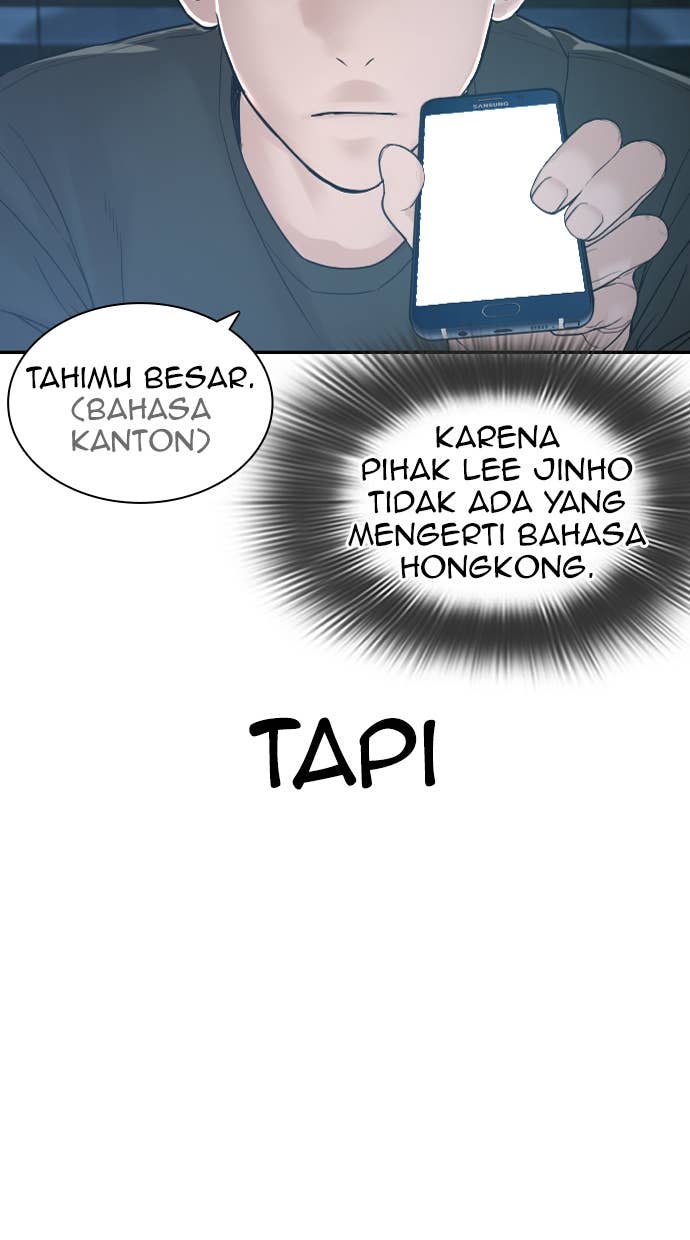 SAMSUNG
TAHIMU BESAR.
(BAHASA
KANTON)
KARENA
PIHAK LEE JINHO
TIDAK ADA YANG
MENGERTI BAHASA
HONGKONG.
TAPI